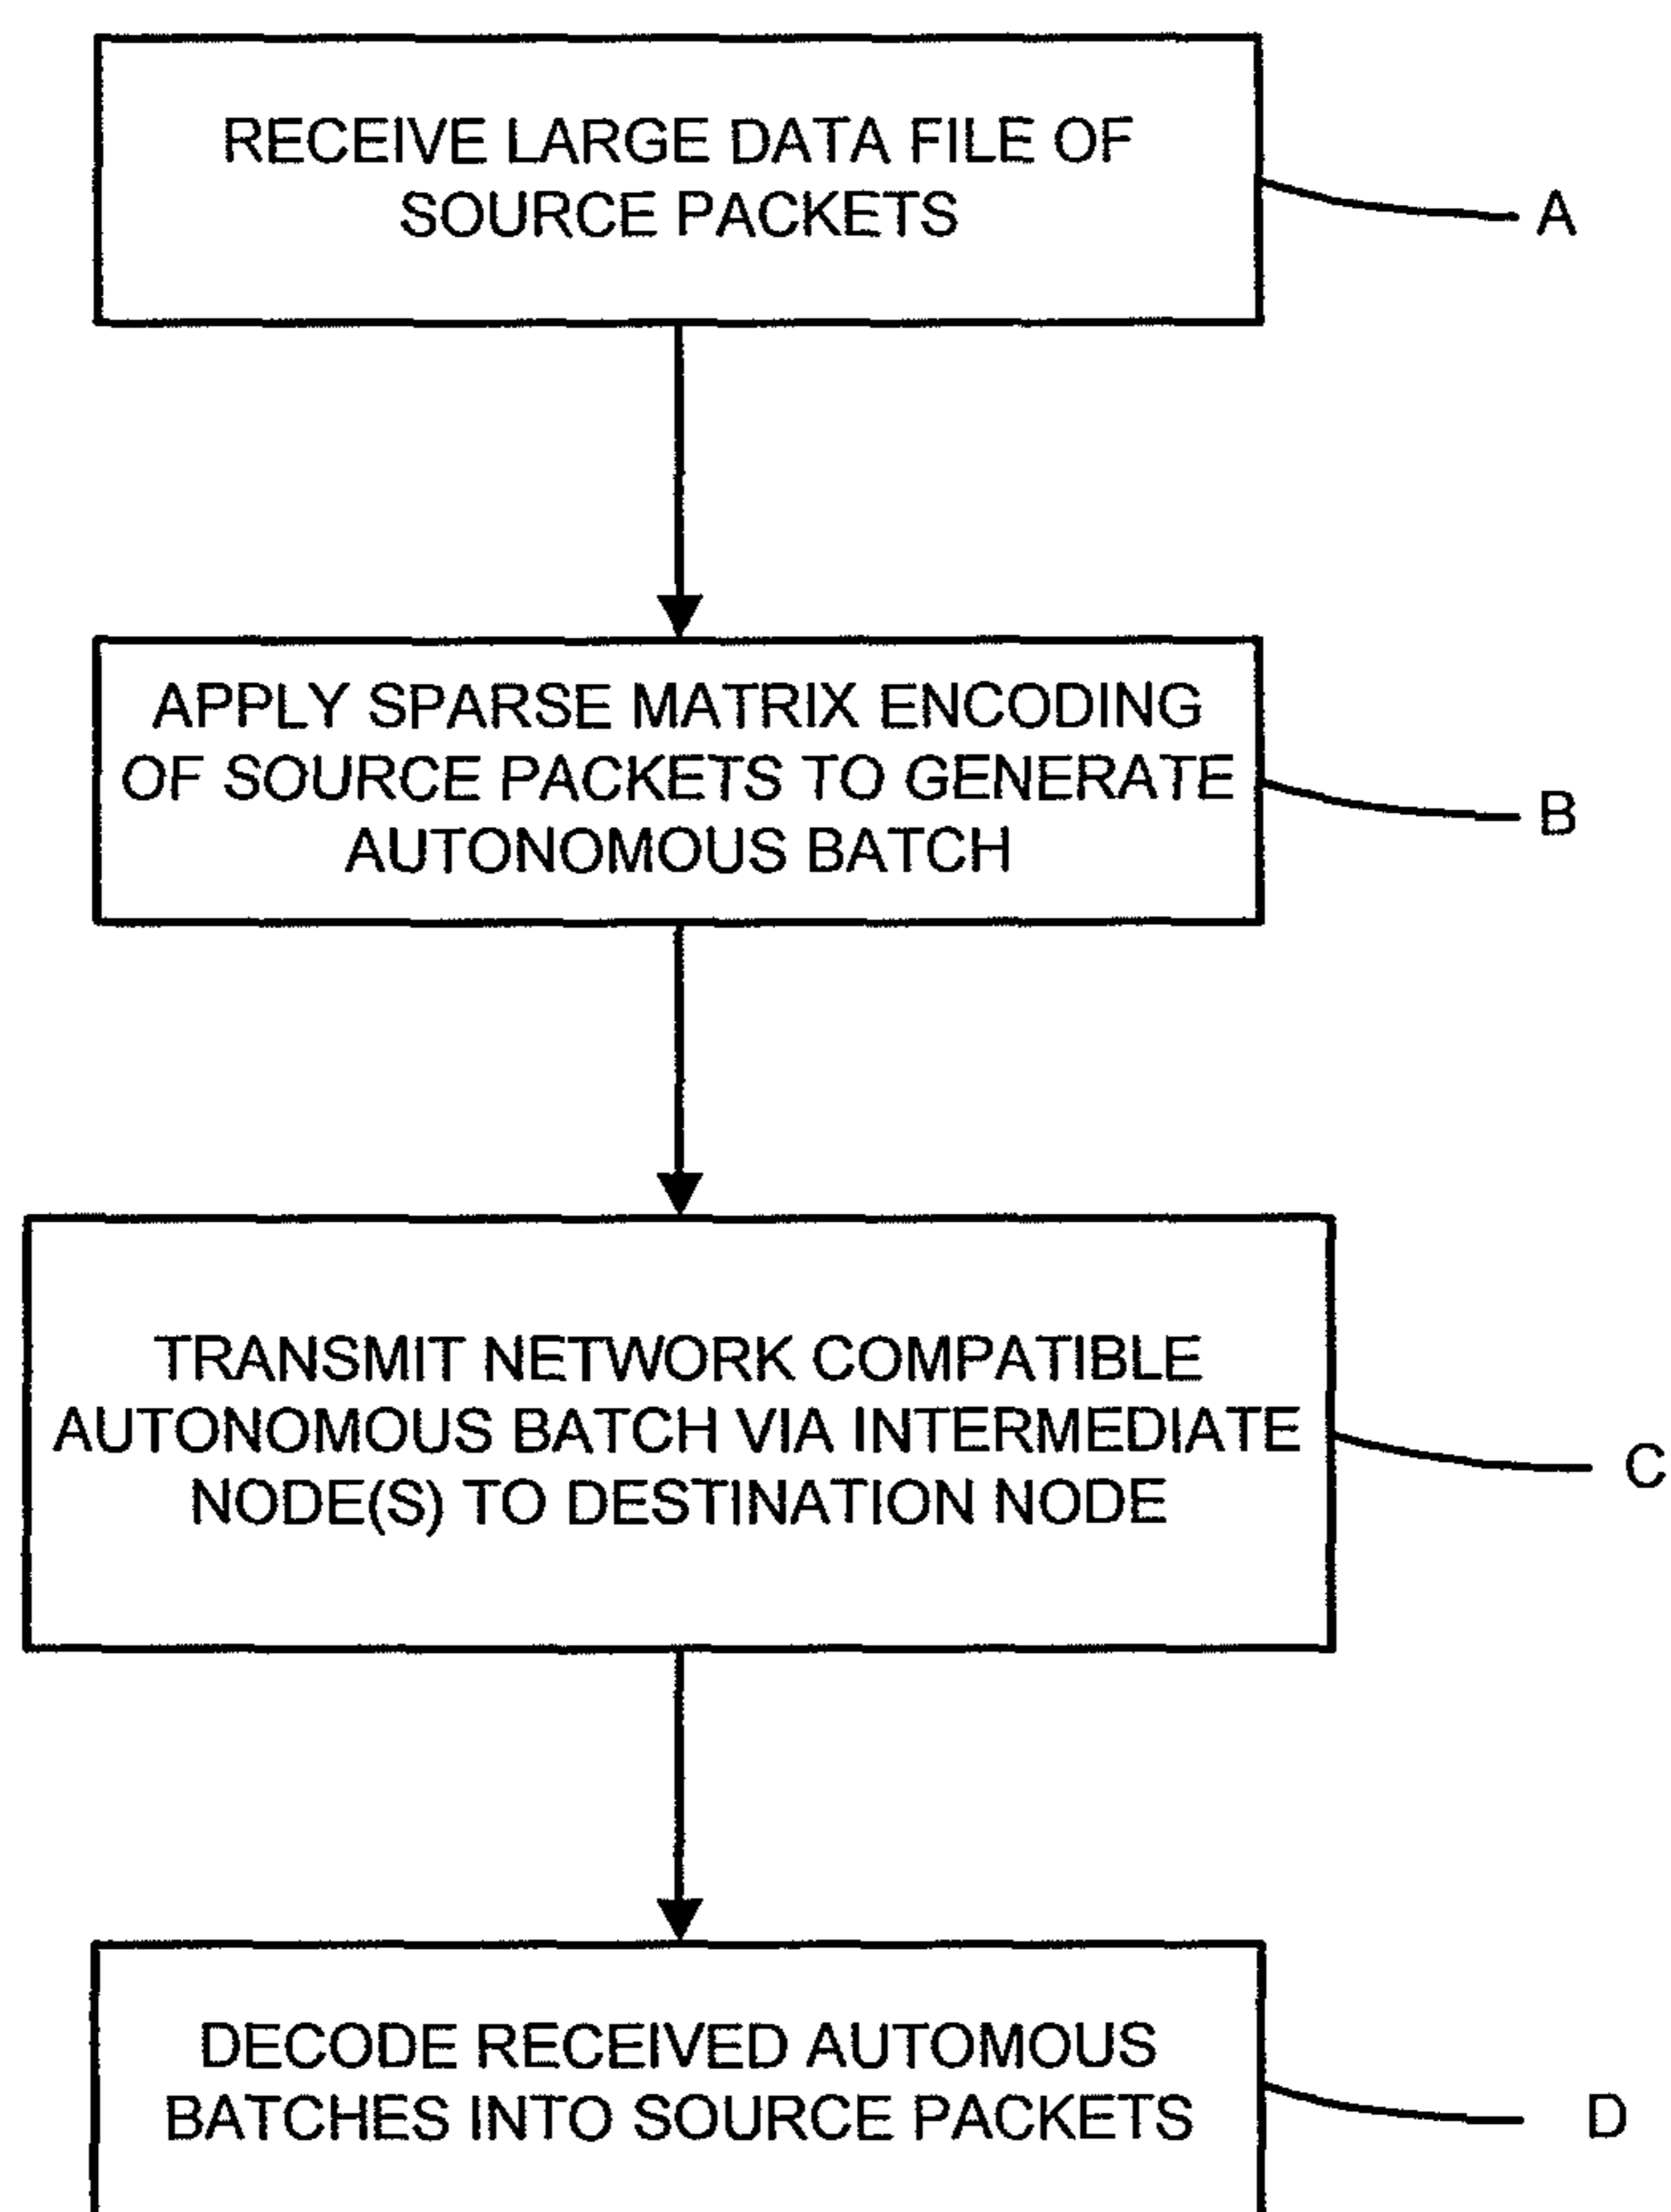 RECEIVE LARGE DATA FILE OF
SOURCE PACKETS
A
APPLY SPARSE MATRIX ENCODING
OF SOURCE PACKETS TO GENERATE
AUTONOMOUS BATCH
B
TRANSMIT NETWORK COMPATIBLE
AUTONOMOUS BATCH VIA INTERMEDIATE
NODE(S) TO DESTINATION NODE
C
DECODE RECEIVED AUTOMOUS
BATCHES INTO SOURCE PACKETS
D